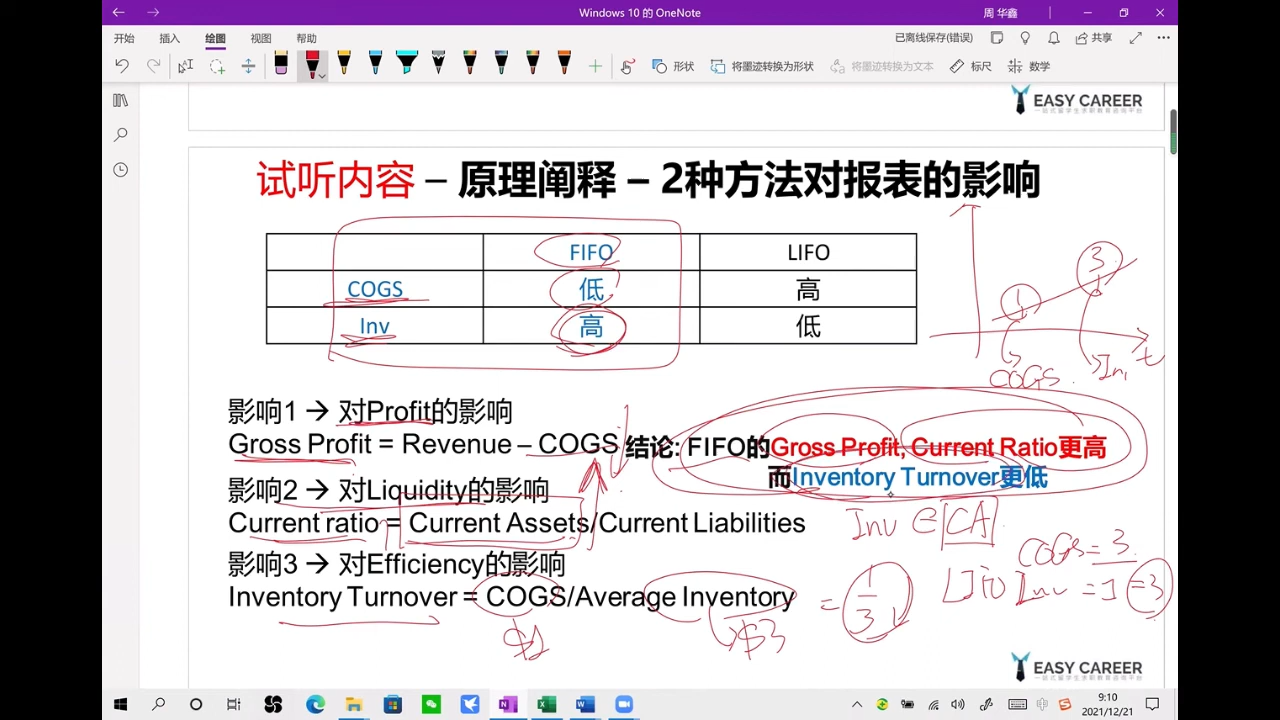 Windows 10 的 OneNote
周 华鑫
开始 插入 绘图 视图 帮助
已离线保存(错误) 共享
形状 将墨迹转换为形状 将墨迹转换为文本 标尺 数学
EASY CAREER
试听内容 – 原理阐释 – 2种方法对报表的影响
FIFO LIFO
COGS 低 高
Inv 高 低
1
3
t
COGS
Inv
影响1 → 对Profit的影响
Gross Profit = Revenue – COGS
结论: FIFO的Gross Profit, Current Ratio更高
而Inventory Turnover更低
影响2 → 对Liquidity的影响
Current ratio = Current Assets/Current Liabilities
Inv ∈ CA
影响3 → 对Efficiency的影响
COGS = 3
Inventory Turnover = COGS/Average Inventory
= 1/3
Lifo Inv = 1 = 3
$1
$3
EASY CAREER
9:10
2021/12/21